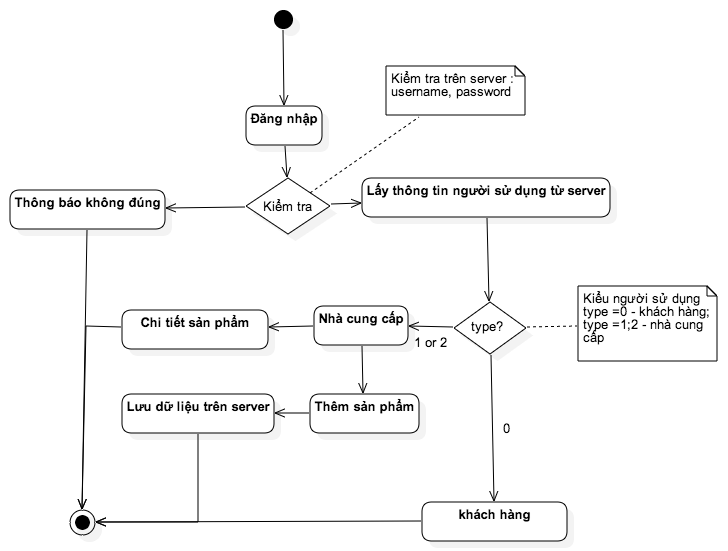 Kiểm tra trên server :
username, password
Đăng nhập
Lấy thông tin người sử dụng từ server
Thông báo không đúng
Kiểm tra
Kiểu người sử dụng
type =0 - khách hàng;
type =1;2 - nhà cung
cấp
Chi tiết sản phẩm
Nhà cung cấp
type?
1 or 2
Lưu dữ liệu trên server
Thêm sản phẩm
0
khách hàng